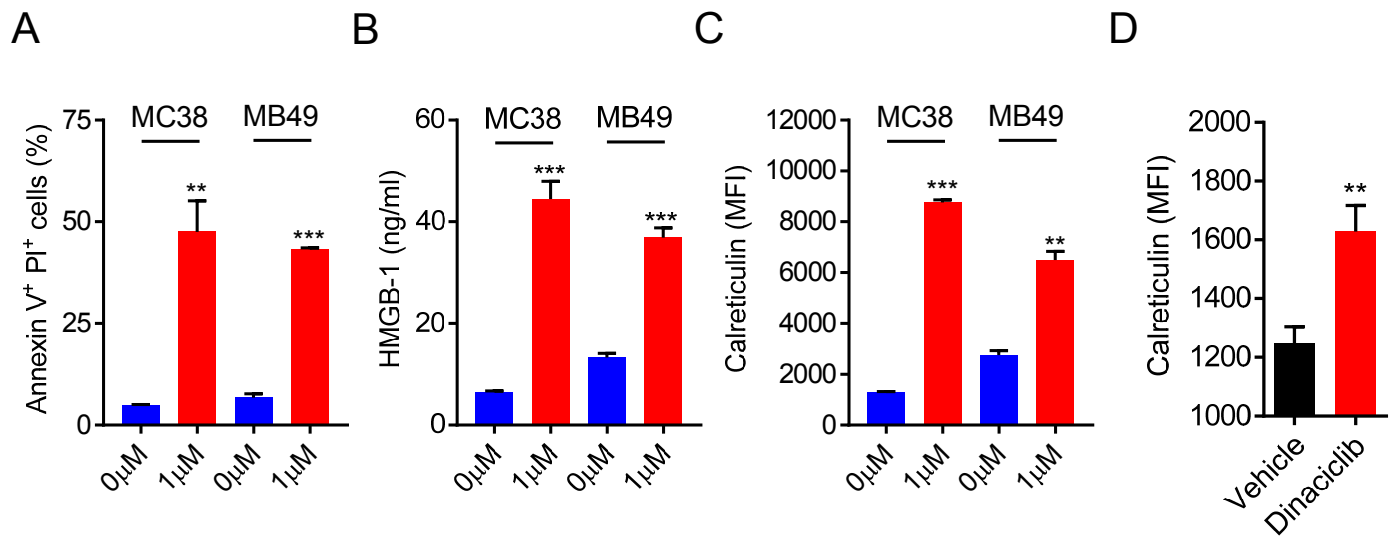 A
Annexin V⁺ PI⁺ cells (%)
75
50
25
0
MC38
MB49
**
***
0μM
1μM
0μM
1μM
B
HMGB-1 (ng/ml)
60
40
20
0
MC38
MB49
***
***
0μM
1μM
0μM
1μM
C
Calreticulin (MFI)
12000
10000
8000
6000
4000
2000
0
MC38
MB49
***
**
0μM
1μM
0μM
1μM
D
Calreticulin (MFI)
2000
1800
1600
1400
1200
1000
**
Vehicle
Dinaciclib